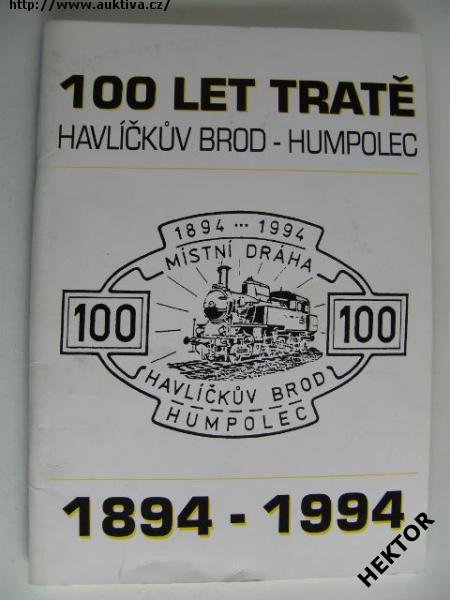 http://www.auktiva.cz/
100 LET TRATĚ
HAVLÍČKŮV BROD - HUMPOLEC
1894 ... 1994
MÍSTNÍ DRÁHA
100
100
HAVLÍČKŮV BROD
HUMPOLEC
1894 - 1994
HEKTOR